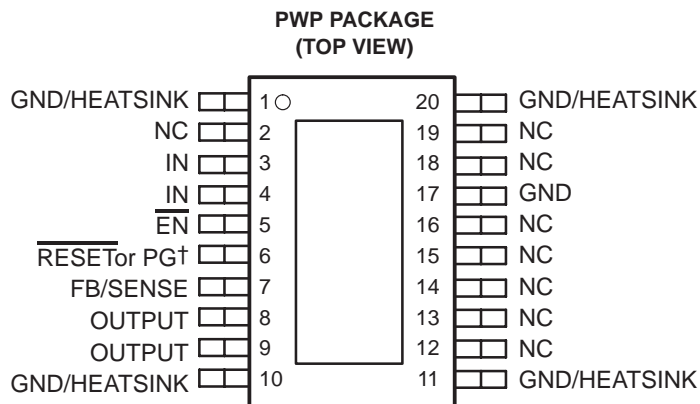 PWP PACKAGE
(TOP VIEW)
GND/HEATSINK 1 20 GND/HEATSINK
NC 2 19 NC
IN 3 18 NC
IN 4 17 GND
EN 5 16 NC
RESET or PG† 6 15 NC
FB/SENSE 7 14 NC
OUTPUT 8 13 NC
OUTPUT 9 12 NC
GND/HEATSINK 10 11 GND/HEATSINK